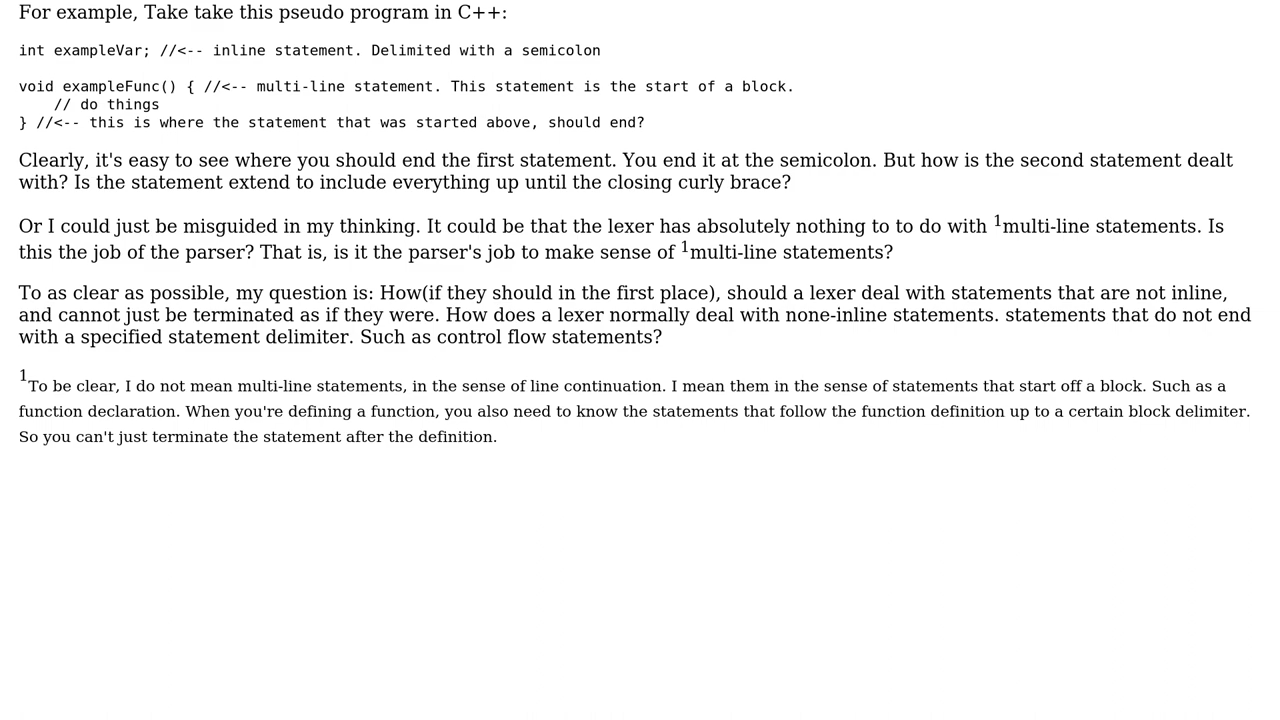 For example, Take take this pseudo program in C++:
int exampleVar; //<-- inline statement. Delimited with a semicolon
void exampleFunc() { //<-- multi-line statement. This statement is the start of a block.
    // do things
} //<-- this is where the statement that was started above, should end?
Clearly, it's easy to see where you should end the first statement. You end it at the semicolon. But how is the second statement dealt
with? Is the statement extend to include everything up until the closing curly brace?
Or I could just be misguided in my thinking. It could be that the lexer has absolutely nothing to to do with 1multi-line statements. Is
this the job of the parser? That is, is it the parser's job to make sense of 1multi-line statements?
To as clear as possible, my question is: How(if they should in the first place), should a lexer deal with statements that are not inline,
and cannot just be terminated as if they were. How does a lexer normally deal with none-inline statements. statements that do not end
with a specified statement delimiter. Such as control flow statements?
1To be clear, I do not mean multi-line statements, in the sense of line continuation. I mean them in the sense of statements that start off a block. Such as a
function declaration. When you're defining a function, you also need to know the statements that follow the function definition up to a certain block delimiter.
So you can't just terminate the statement after the definition.